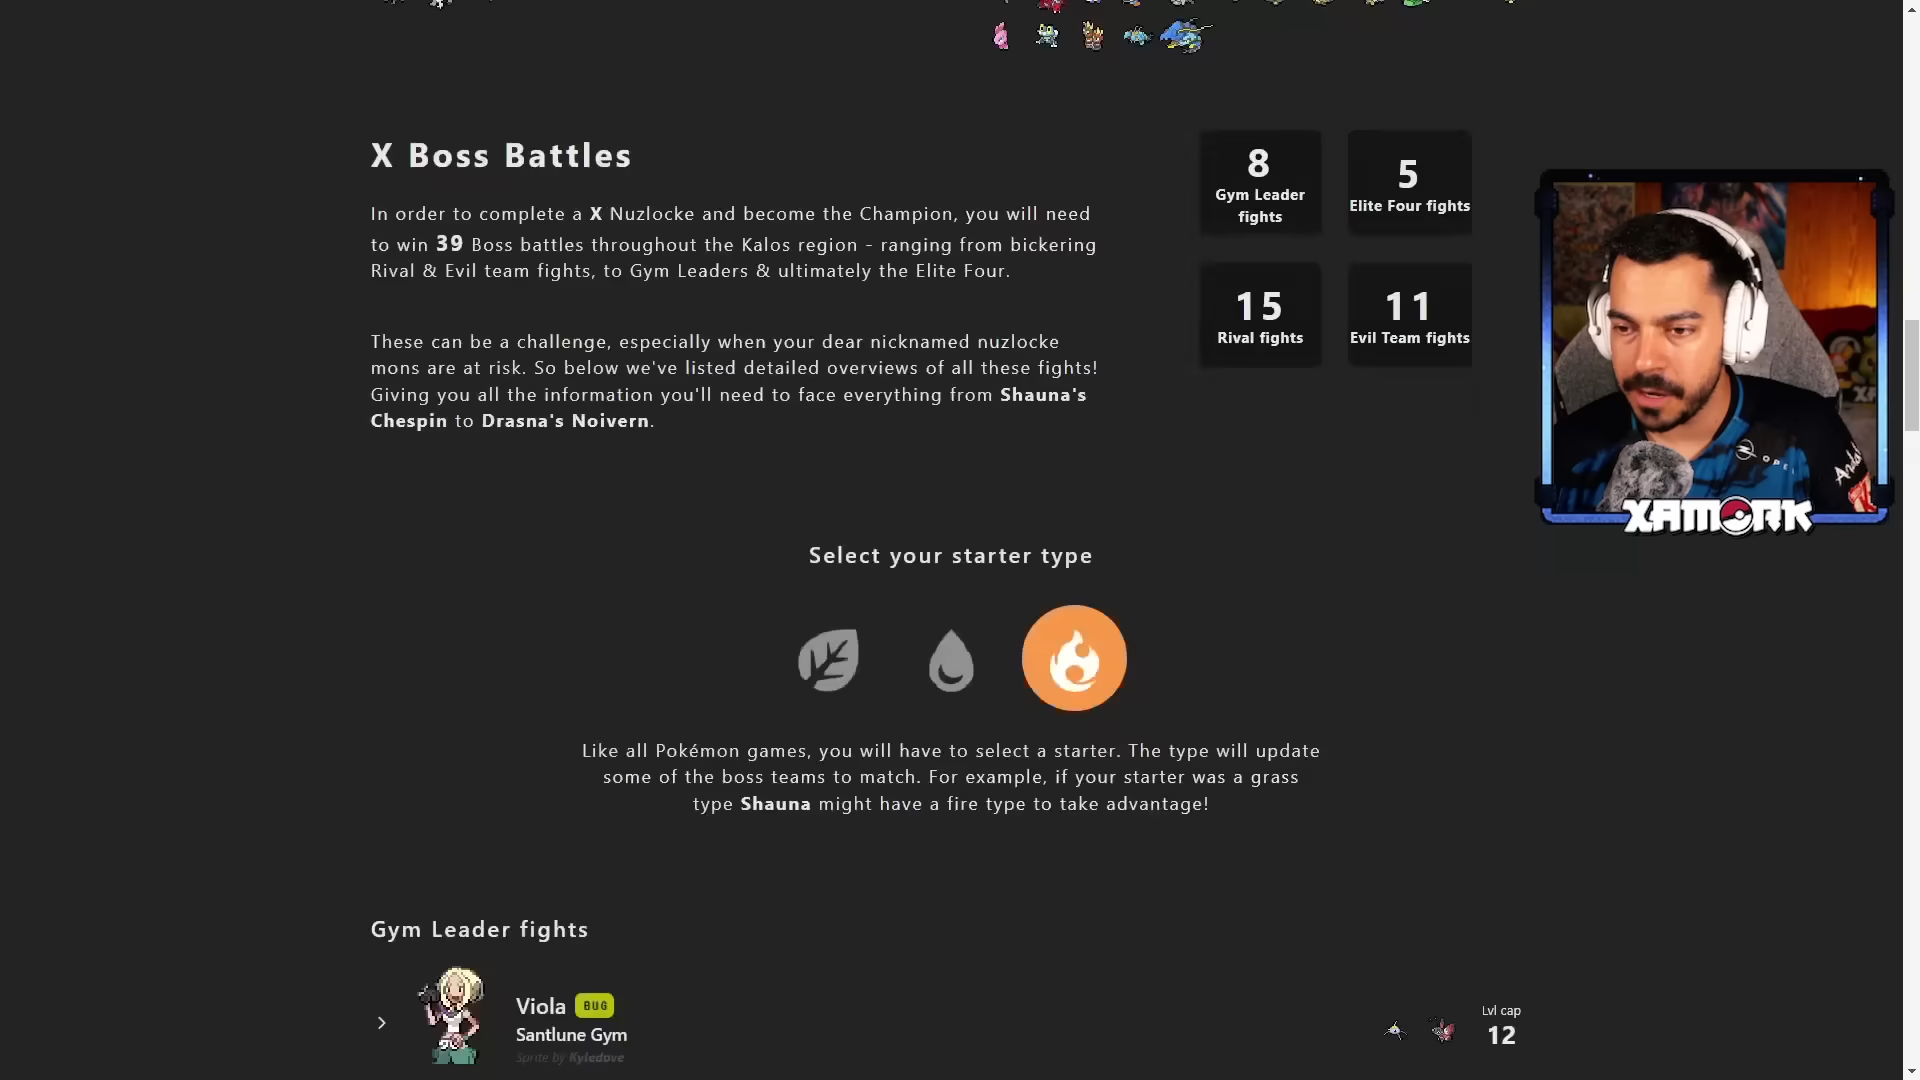 X Boss Battles
In order to complete a X Nuzlocke and become the Champion, you will need
to win 39 Boss battles throughout the Kalos region - ranging from bickering
Rival & Evil team fights, to Gym Leaders & ultimately the Elite Four.
These can be a challenge, especially when your dear nicknamed nuzlocke
mons are at risk. So below we've listed detailed overviews of all these fights!
Giving you all the information you'll need to face everything from Shauna's
Chespin to Drasna's Noivern.
8
Gym Leader
fights
5
Elite Four fights
15
Rival fights
11
Evil Team fights
OPEL
XAMORK
Select your starter type
Like all Pokémon games, you will have to select a starter. The type will update
some of the boss teams to match. For example, if your starter was a grass
type Shauna might have a fire type to take advantage!
Gym Leader fights
Viola BUG
Santlune Gym
Sprite by Kyledove
Lvl cap
12